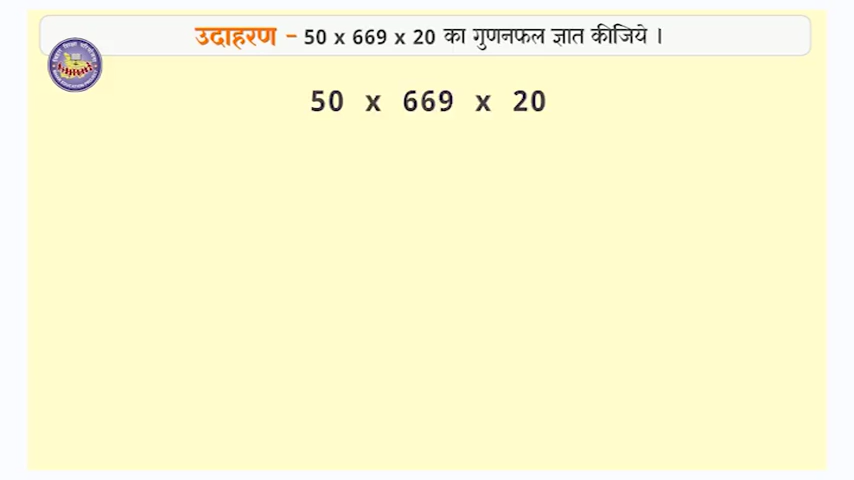 उदाहरण – 50 x 669 x 20 का गुणनफल ज्ञात कीजिये ।
50 x 669 x 20